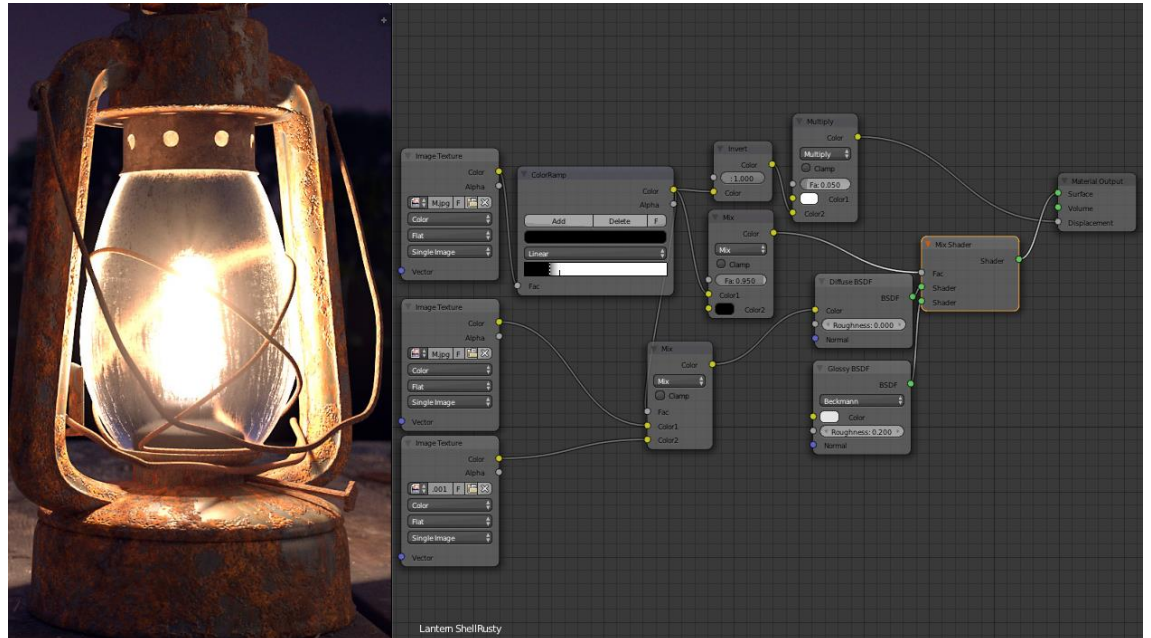 Image Texture
Color
Alpha
M.jpg F
Color
Flat
Single Image
Vector
Image Texture
Color
Alpha
M.jpg F
Color
Flat
Single Image
Vector
Image Texture
Color
Alpha
.001 F
Color
Flat
Single Image
Vector
ColorRamp
Color
Alpha
Add Delete F
Linear
Fac
Invert
Color
: 1.000
Color
Mix
Color
Mix
Clamp
Fa: 0.950
Color1
Color2
Mix
Color
Mix
Clamp
Fac
Color1
Color2
Multiply
Color
Multiply
Clamp
Fa: 0.050
Color1
Color2
Diffuse BSDF
BSDF
Color
Roughness: 0.000
Normal
Glossy BSDF
BSDF
Beckmann
Color
Roughness: 0.200
Normal
Mix Shader
Shader
Fac
Shader
Shader
Material Output
Surface
Volume
Displacement
Lantern ShellRusty